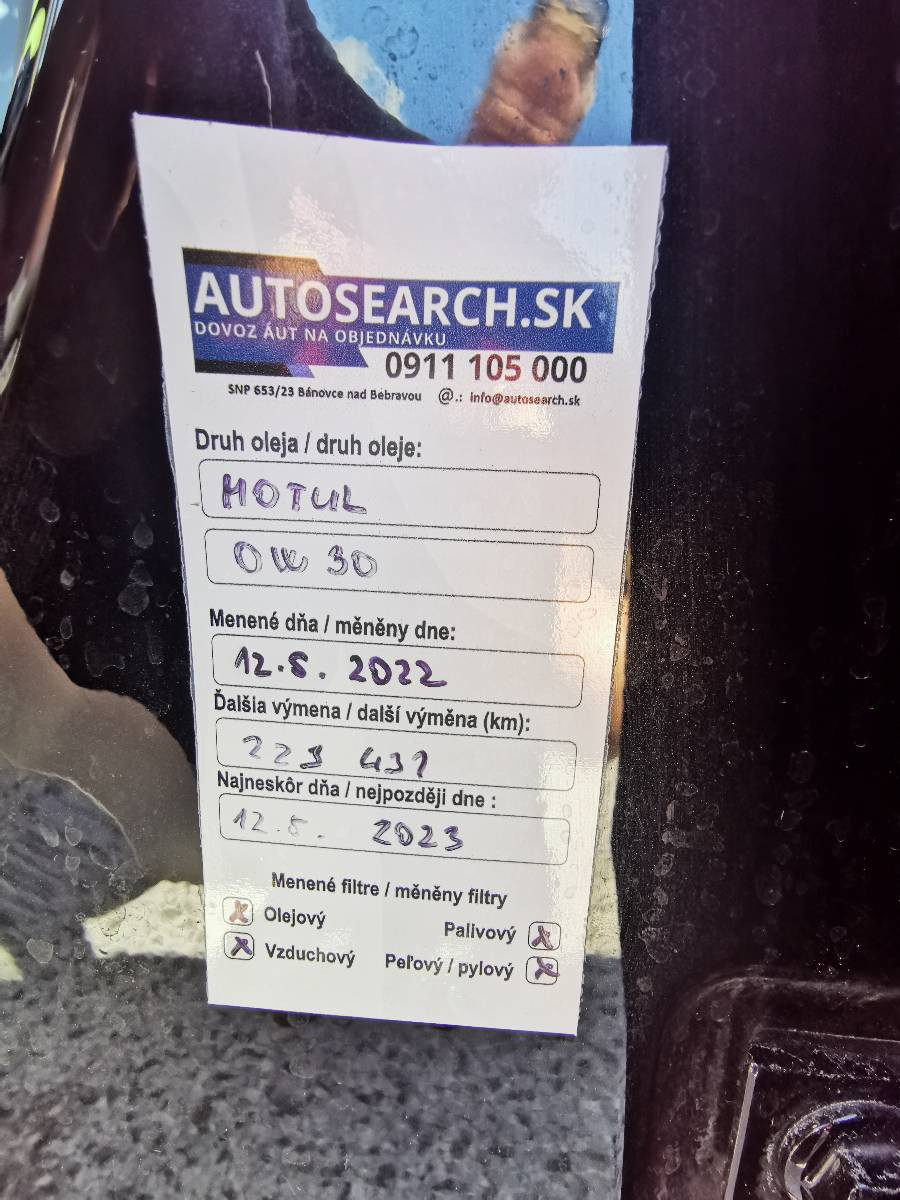 AUTOSEARCH.SK
DOVOZ ÁUT NA OBJEDNÁVKU
0911 105 000
SNP 653/23 Bánovce nad Bebravou @.: info@autosearch.sk
Druh oleja / druh oleje:
MOTUL
0W 30
Menené dňa / měněny dne:
12.8. 2022
Ďalšia výmena / další výměna (km):
223 431
Najneskôr dňa / nejpozději dne :
12.8. 2023
Menené filtre / měněny filtry
x Olejový
Palivový x
x Vzduchový
Peľový / pylový x